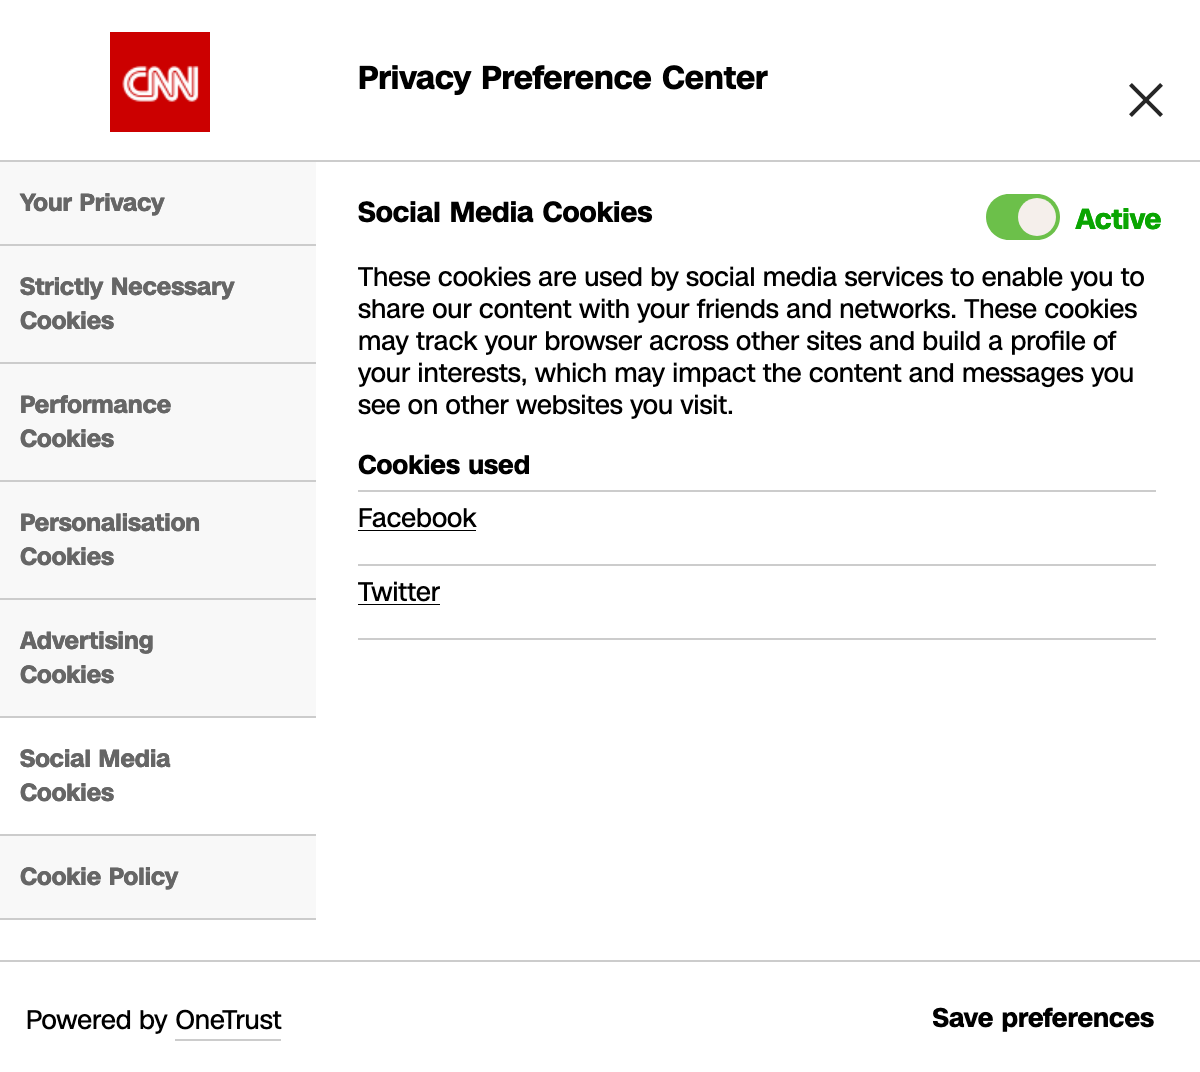 CNN
Privacy Preference Center
Your Privacy
Strictly Necessary
Cookies
Performance
Cookies
Personalisation
Cookies
Advertising
Cookies
Social Media
Cookies
Cookie Policy
Social Media Cookies
Active
These cookies are used by social media services to enable you to
share our content with your friends and networks. These cookies
may track your browser across other sites and build a profile of
your interests, which may impact the content and messages you
see on other websites you visit.
Cookies used
Facebook
Twitter
Powered by OneTrust
Save preferences